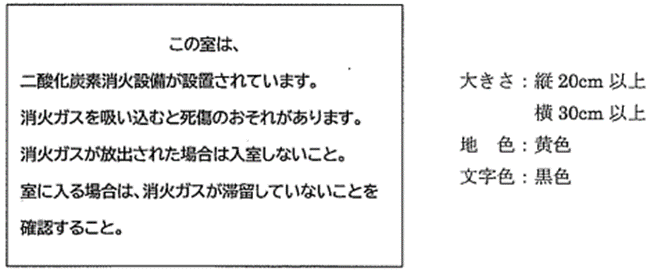 この室は、
二酸化炭素消火設備が設置されています。
消火ガスを吸い込むと死傷のおそれがあります。
消火ガスが放出された場合は入室しないこと。
室に入る場合は、消火ガスが滞留していないことを
確認すること。
大きさ：縦 20cm 以上
横 30cm 以上
地　色：黄色
文字色：黒色